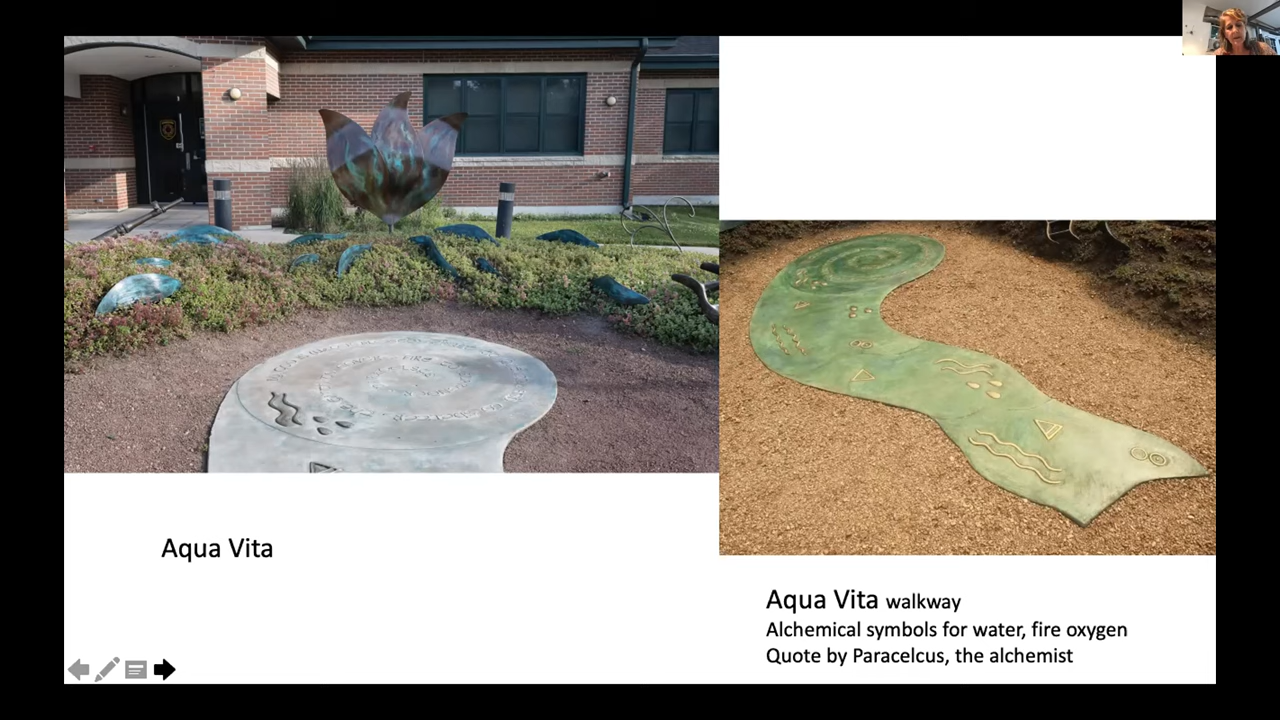 Aqua Vita
Aqua Vita walkway
Alchemical symbols for water, fire oxygen
Quote by Paracelcus, the alchemist